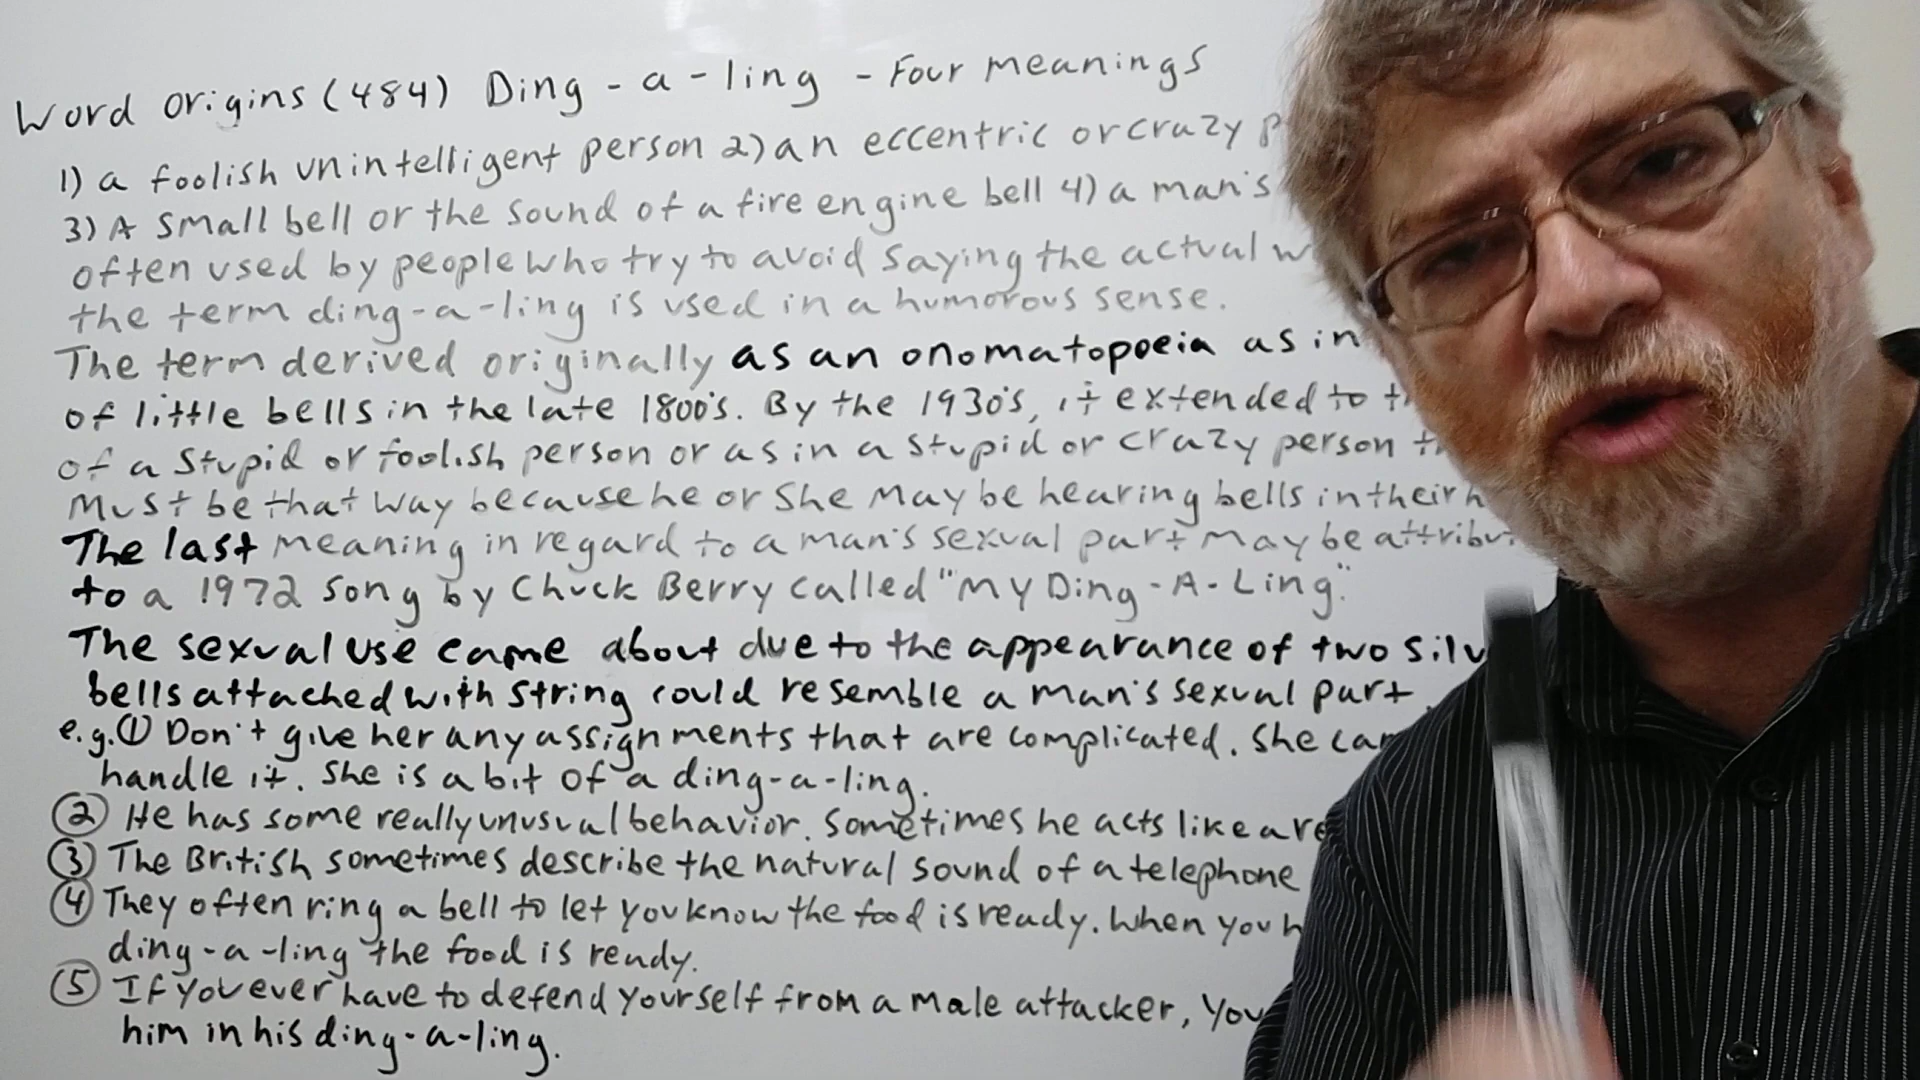 Word Origins (484) Ding-a-ling - Four meanings
1) a foolish unintelligent person 2) an eccentric or crazy
3) A small bell or the sound of a fire engine bell 4) a man's
often used by people who try to avoid saying the actual
the term ding-a-ling is used in a humorous sense.
The term derived originally as an onomatopoeia as in
of little bells in the late 1800's. By the 1930's, it extended to
of a stupid or foolish person or as in a stupid or crazy person
must be that way because he or she may be hearing bells in their
The last meaning in regard to a man's sexual part may be
to a 1972 song by Chuck Berry called "My Ding-A-Ling."
The sexual use came about due to the appearance of two
bells attached with string could resemble a man's sexual part
e.g. ① Don't give her any assignments that are complicated. She
handle it. She is a bit of a ding-a-ling.
② He has some really unusual behavior. Sometimes he acts like a
③ The British sometimes describe the natural sound of a telephone
④ They often ring a bell to let you know the food is ready. When you
ding-a-ling the food is ready.
⑤ If you ever have to defend yourself from a male attacker, you
him in his ding-a-ling.